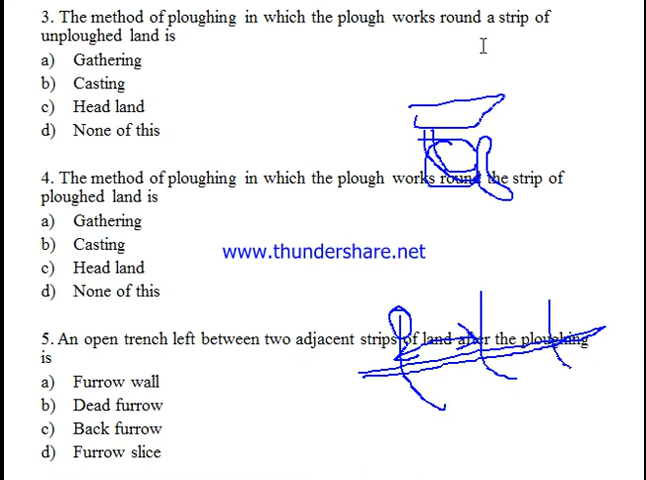 3. The method of ploughing in which the plough works round a strip of
unploughed land is
a) Gathering
b) Casting
c) Head land
d) None of this
4. The method of ploughing in which the plough works round the strip of
ploughed land is
a) Gathering
b) Casting
c) Head land
d) None of this
www.thundershare.net
5. An open trench left between two adjacent strips of land after the ploughing
is
a) Furrow wall
b) Dead furrow
c) Back furrow
d) Furrow slice